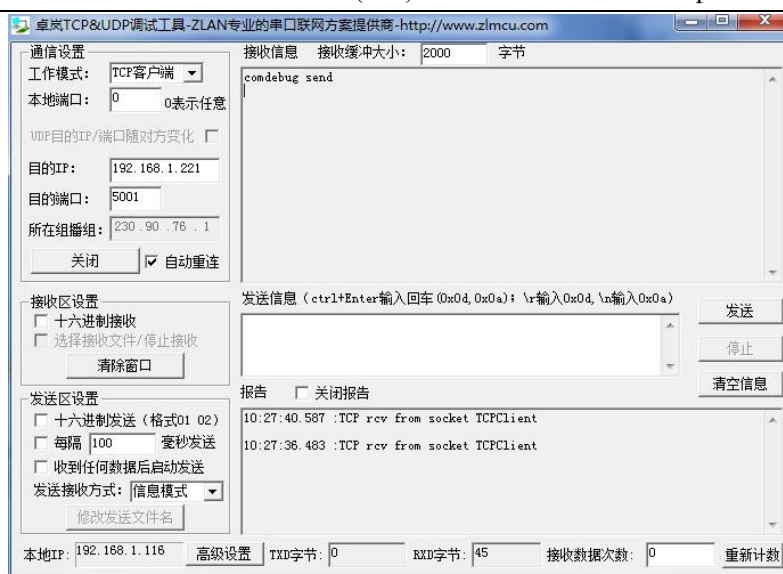 卓岚TCP&UDP调试工具-ZLAN专业的串口联网方案提供商-http://www.zlmcu.com
通信设置
工作模式: TCP客户端
本地端口: 0 0表示任意
UDP目的IP/端口随对方变化
目的IP: 192.168.1.221
目的端口: 5001
所在组播组: 230 .90 .76 . 1
关闭 自动重连
接收区设置
十六进制接收
选择接收文件/停止接收
清除窗口
发送区设置
十六进制发送（格式01 02）
每隔 100 毫秒发送
收到任何数据后启动发送
发送接收方式: 信息模式
修改发送文件名
接收信息 接收缓冲大小: 2000 字节
comdebug send
发送信息（ctrl+Enter输入回车(0x0d,0x0a)；\r输入0x0d,\n输入0x0a）
发送
停止
清空信息
报告 关闭报告
10:27:40.587 :TCP rcv from socket TCPClient
10:27:36.483 :TCP rcv from socket TCPClient
本地IP: 192.168.1.116 高级设置 TXD字节: 0 RXD字节: 45 接收数据次数: 0 重新计数